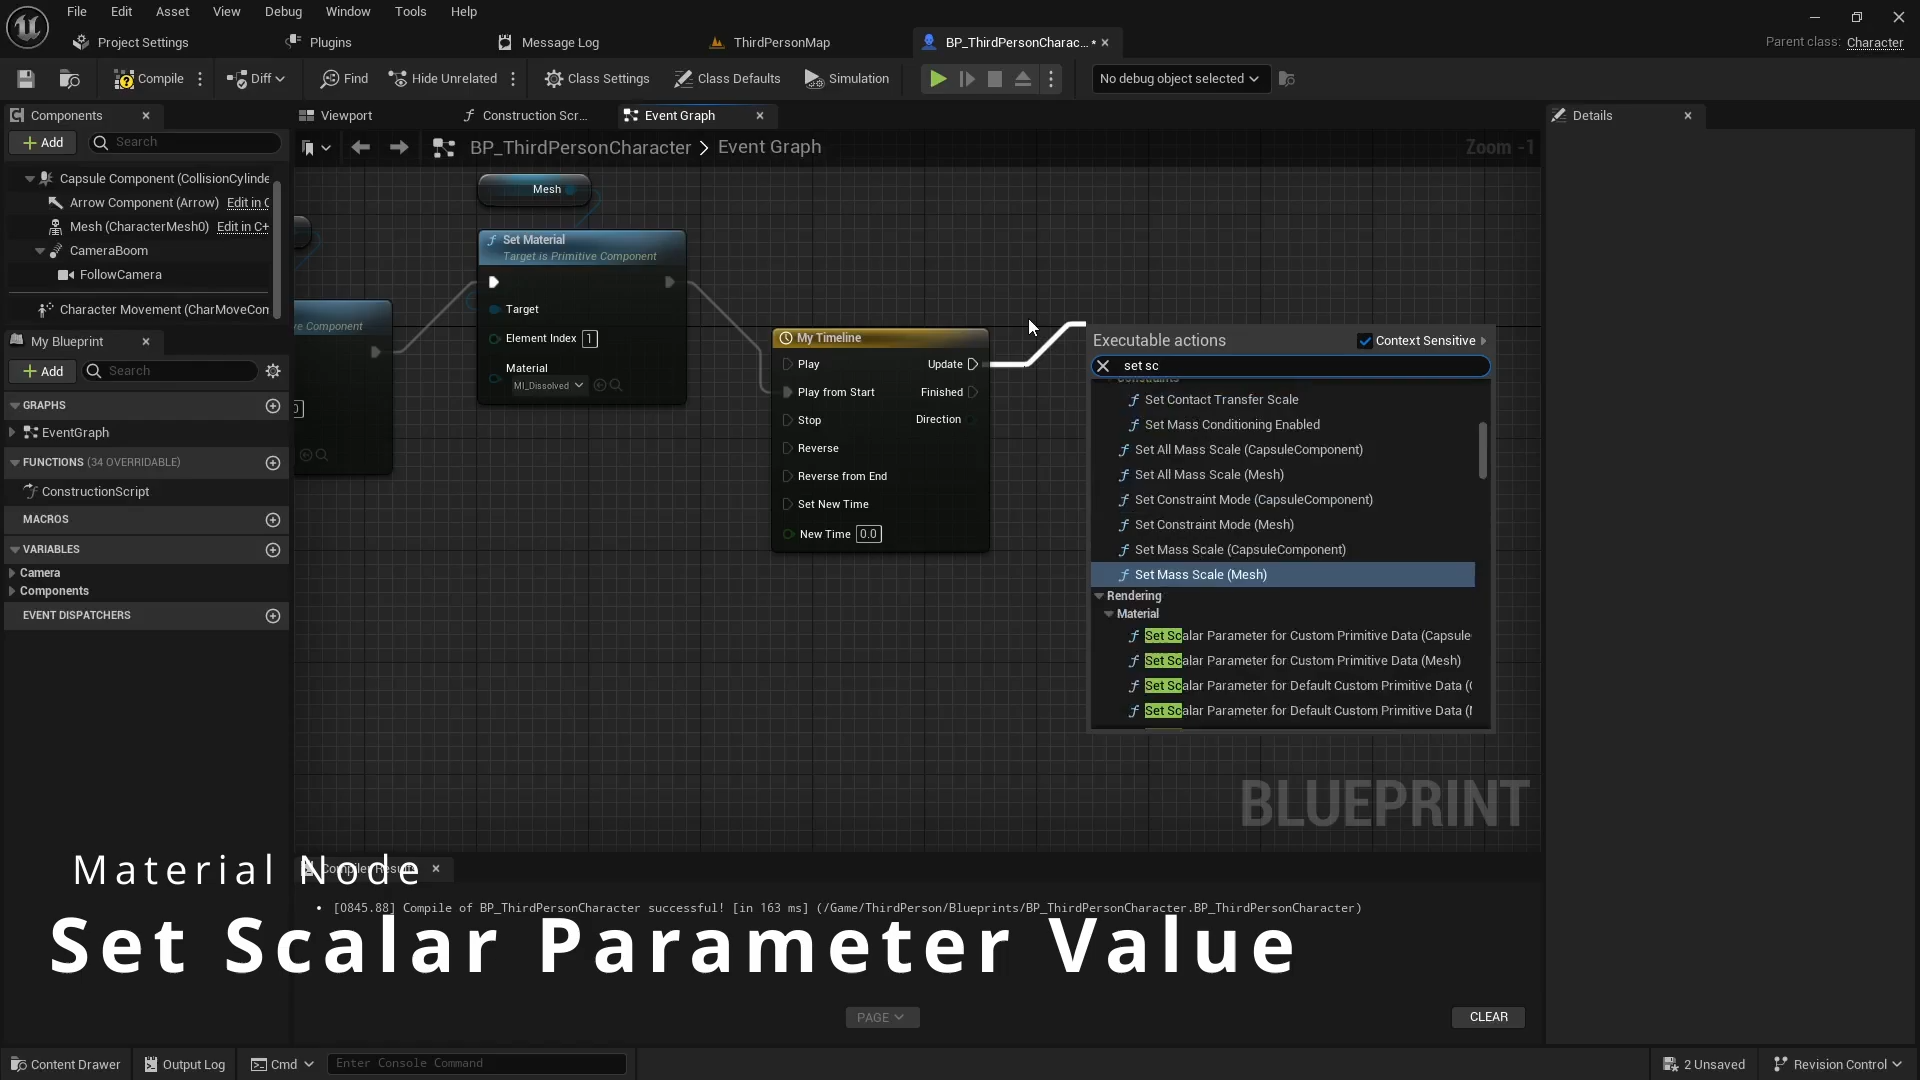 File Edit Asset View Debug Window Tools Help
Project Settings Plugins Message Log ThirdPersonMap BP_ThirdPersonCharac... •
Parent class: Character
Compile Diff Find Hide Unrelated Class Settings Class Defaults Simulation No debug object selected
Components
Add Search
Capsule Component (CollisionCylinde
Arrow Component (Arrow) Edit in C
Mesh (CharacterMesh0) Edit in C+
CameraBoom
FollowCamera
Character Movement (CharMoveCon
My Blueprint
Add Search
GRAPHS
EventGraph
FUNCTIONS (34 OVERRIDABLE)
ConstructionScript
MACROS
VARIABLES
Camera
Components
EVENT DISPATCHERS
Viewport Construction Scr... Event Graph
BP_ThirdPersonCharacter > Event Graph
Zoom -1
Mesh
ve Component
Set Material
Target is Primitive Component
Target
Element Index 1
Material
MI_Dissolved
My Timeline
Play Update
Play from Start Finished
Stop Direction
Reverse
Reverse from End
Set New Time
New Time 0.0
Executable actions Context Sensitive
set sc
Constraints
Set Contact Transfer Scale
Set Mass Conditioning Enabled
Set All Mass Scale (CapsuleComponent)
Set All Mass Scale (Mesh)
Set Constraint Mode (CapsuleComponent)
Set Constraint Mode (Mesh)
Set Mass Scale (CapsuleComponent)
Set Mass Scale (Mesh)
Rendering
Material
Set Scalar Parameter for Custom Primitive Data (Capsule
Set Scalar Parameter for Custom Primitive Data (Mesh)
Set Scalar Parameter for Default Custom Primitive Data (
Set Scalar Parameter for Default Custom Primitive Data (
BLUEPRINT
Details
Compiler Results
Material Node
• [0845.88] Compile of BP_ThirdPersonCharacter successful! [in 163 ms] (/Game/ThirdPerson/Blueprints/BP_ThirdPersonCharacter.BP_ThirdPersonCharacter)
Set Scalar Parameter Value
PAGE
CLEAR
Content Drawer Output Log Cmd Enter Console Command 2 Unsaved Revision Control